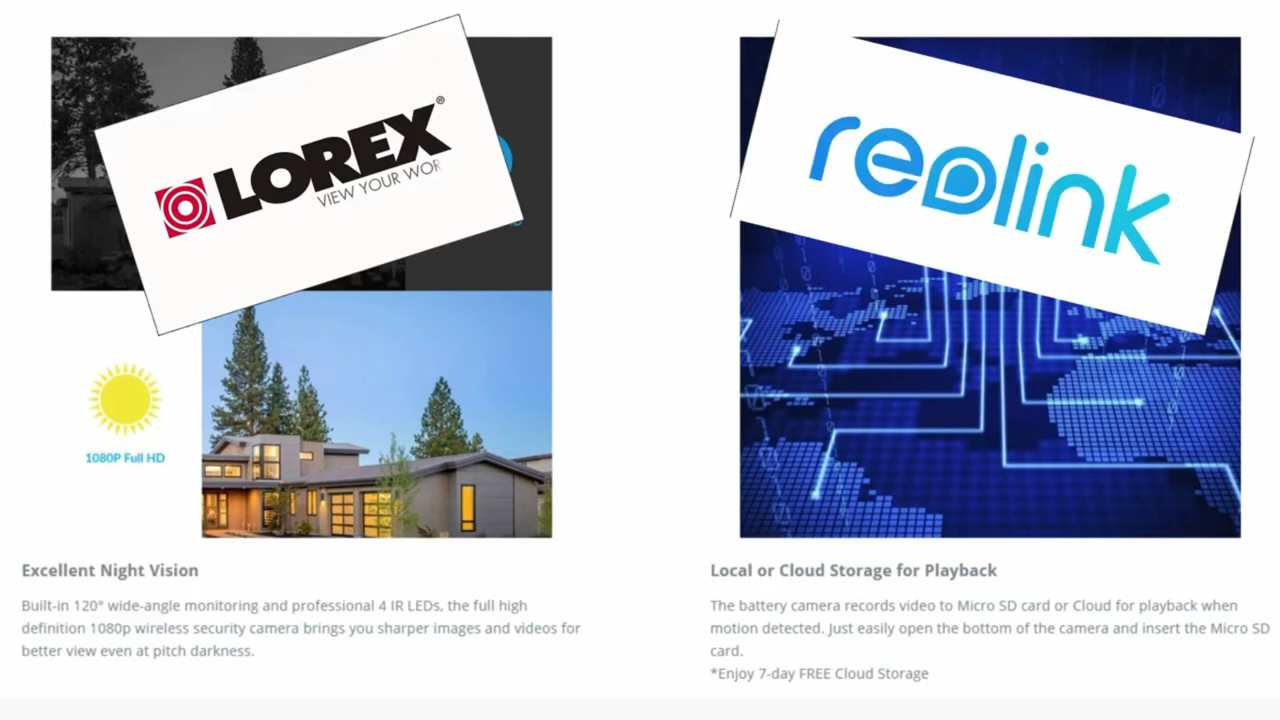 LOREX®
VIEW YOUR WOR
reolink
1080P Full HD
Excellent Night Vision
Built-in 120° wide-angle monitoring and professional 4 IR LEDs, the full high
definition 1080p wireless security camera brings you sharper images and videos for
better view even at pitch darkness.
Local or Cloud Storage for Playback
The battery camera records video to Micro SD card or Cloud for playback when
motion detected. Just easily open the bottom of the camera and insert the Micro SD
card.
*Enjoy 7-day FREE Cloud Storage